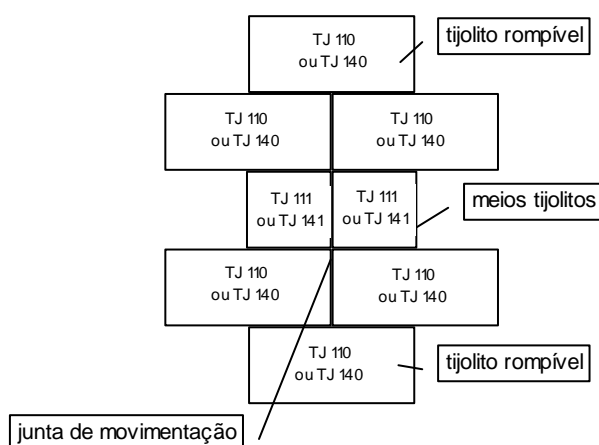 TJ 110
ou TJ 140
tijolito rompível
TJ 110
ou TJ 140
TJ 110
ou TJ 140
TJ 111
ou TJ 141
TJ 111
ou TJ 141
meios tijolitos
TJ 110
ou TJ 140
TJ 110
ou TJ 140
TJ 110
ou TJ 140
tijolito rompível
junta de movimentação